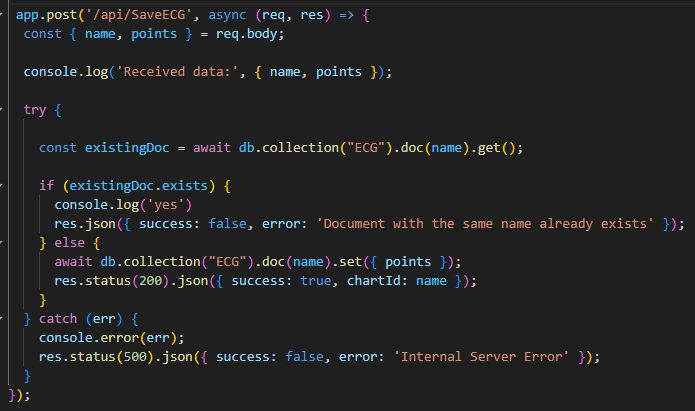 app.post('/api/SaveECG', async (req, res) => {
const { name, points } = req.body;
console.log('Received data:', { name, points });
try {
const existingDoc = await db.collection("ECG").doc(name).get();
if (existingDoc.exists) {
console.log('yes')
res.json({ success: false, error: 'Document with the same name already exists' });
} else {
await db.collection("ECG").doc(name).set({ points });
res.status(200).json({ success: true, chartId: name });
}
} catch (err) {
console.error(err);
res.status(500).json({ success: false, error: 'Internal Server Error' });
}
});